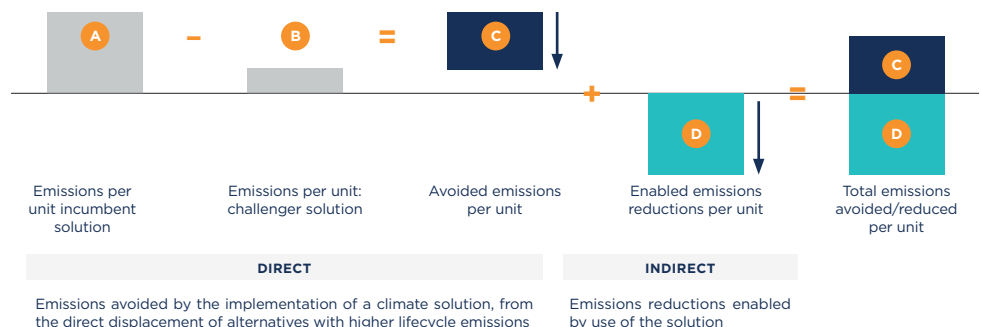 A
–
B
=
C
+
D
=
C
D
Emissions per
unit incumbent
solution
Emissions per unit:
challenger solution
Avoided emissions
per unit
Enabled emissions
reductions per unit
Total emissions
avoided/reduced
per unit
DIRECT
Emissions avoided by the implementation of a climate solution, from
the direct displacement of alternatives with higher lifecycle emissions
INDIRECT
Emissions reductions enabled
by use of the solution